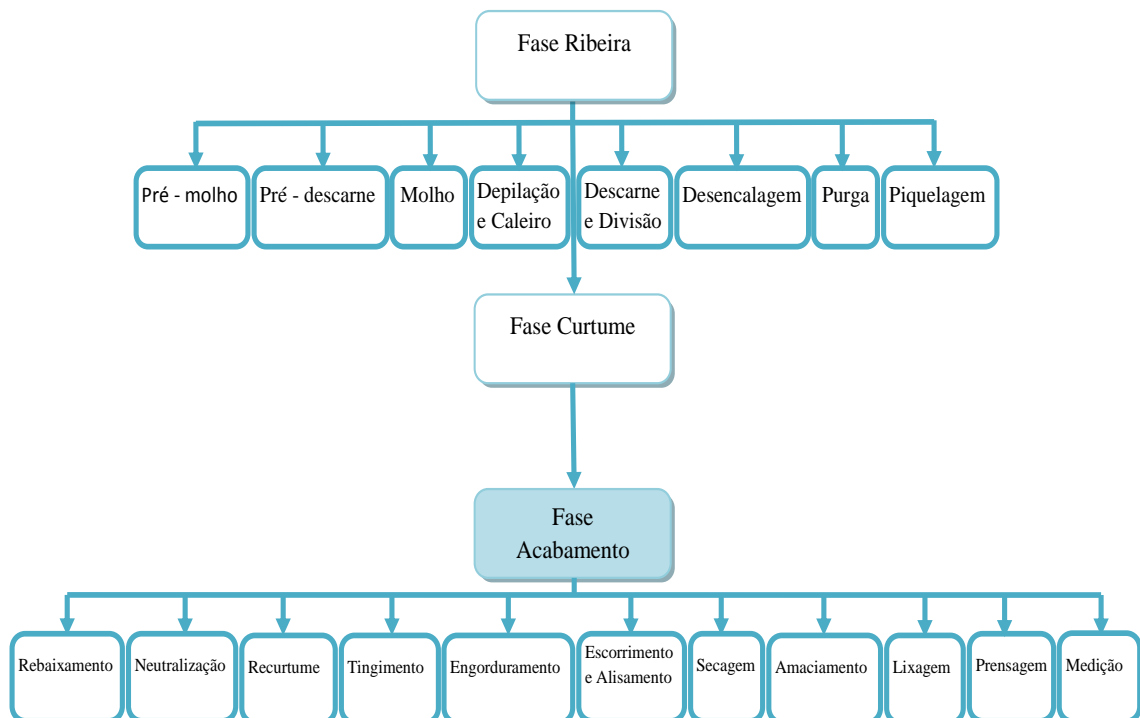 Fase Ribeira
Pré - molho
Pré - descarne
Molho
Depilação
e Caleiro
Descarne
e Divisão
Desencalagem
Purga
Piquelagem
Fase Curtume
Fase
Acabamento
Rebaixamento
Neutralização
Recurtume
Tingimento
Engorduramento
Escorrimento
e Alisamento
Secagem
Amaciamento
Lixagem
Prensagem
Medição